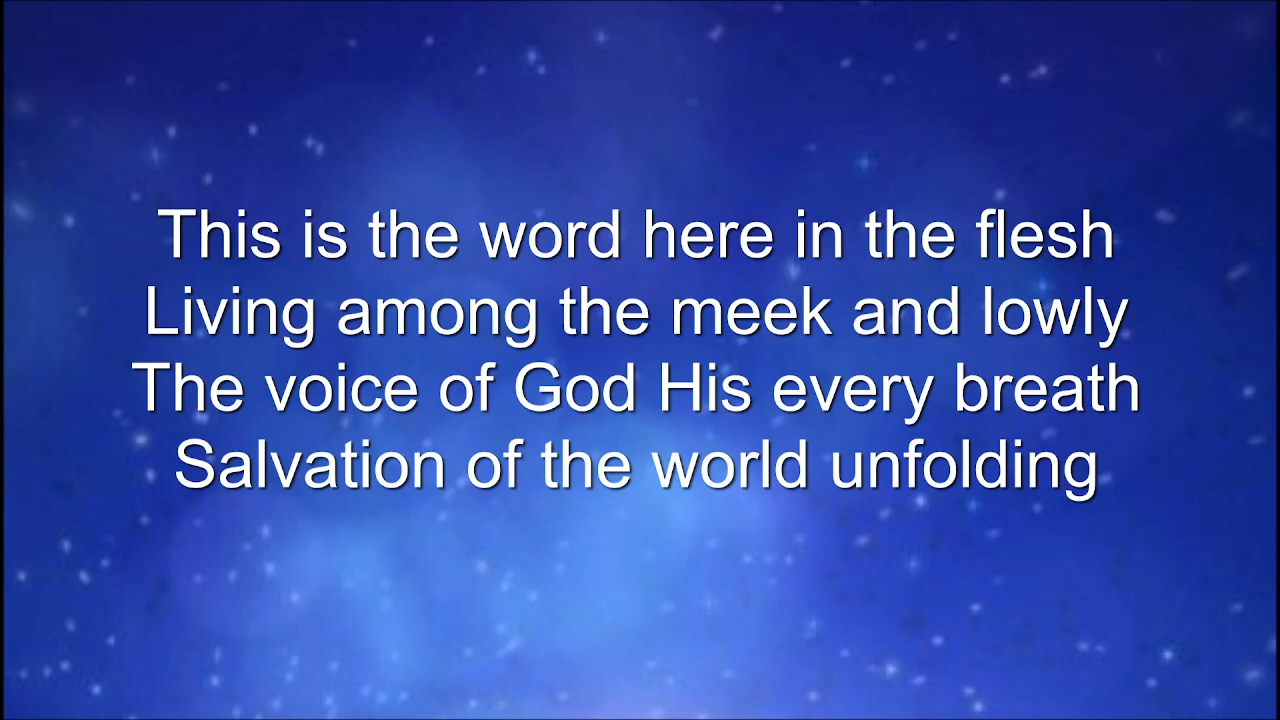 This is the word here in the flesh
Living among the meek and lowly
The voice of God His every breath
Salvation of the world unfolding